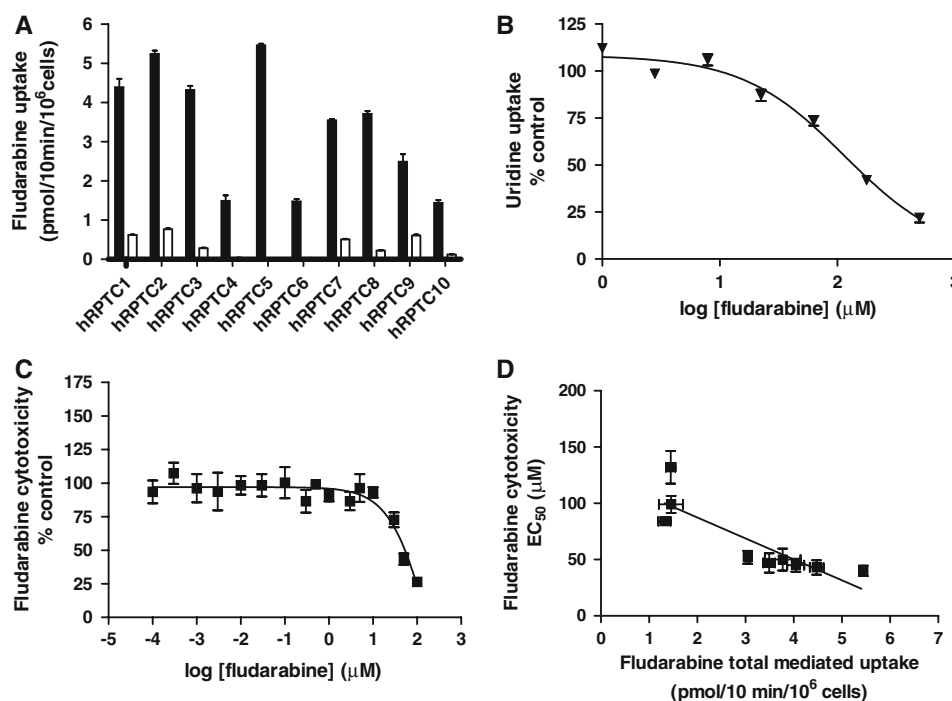 A
Fludarabine uptake
(pmol/10min/10⁶cells)
6
5
4
3
2
1
0
hRPTC1
hRPTC2
hRPTC3
hRPTC4
hRPTC5
hRPTC6
hRPTC7
hRPTC8
hRPTC9
hRPTC10
B
Uridine uptake
% control
125
100
75
50
25
0
0 1 2 3
log [fludarabine] (μM)
C
Fludarabine cytotoxicity
% control
175
150
125
100
75
50
25
0
-5 -4 -3 -2 -1 0 1 2 3
log [fludarabine] (μM)
D
Fludarabine cytotoxicity
EC₅₀ (μM)
200
150
100
50
0
0 1 2 3 4 5 6 7
Fludarabine total mediated uptake
(pmol/10 min/10⁶ cells)